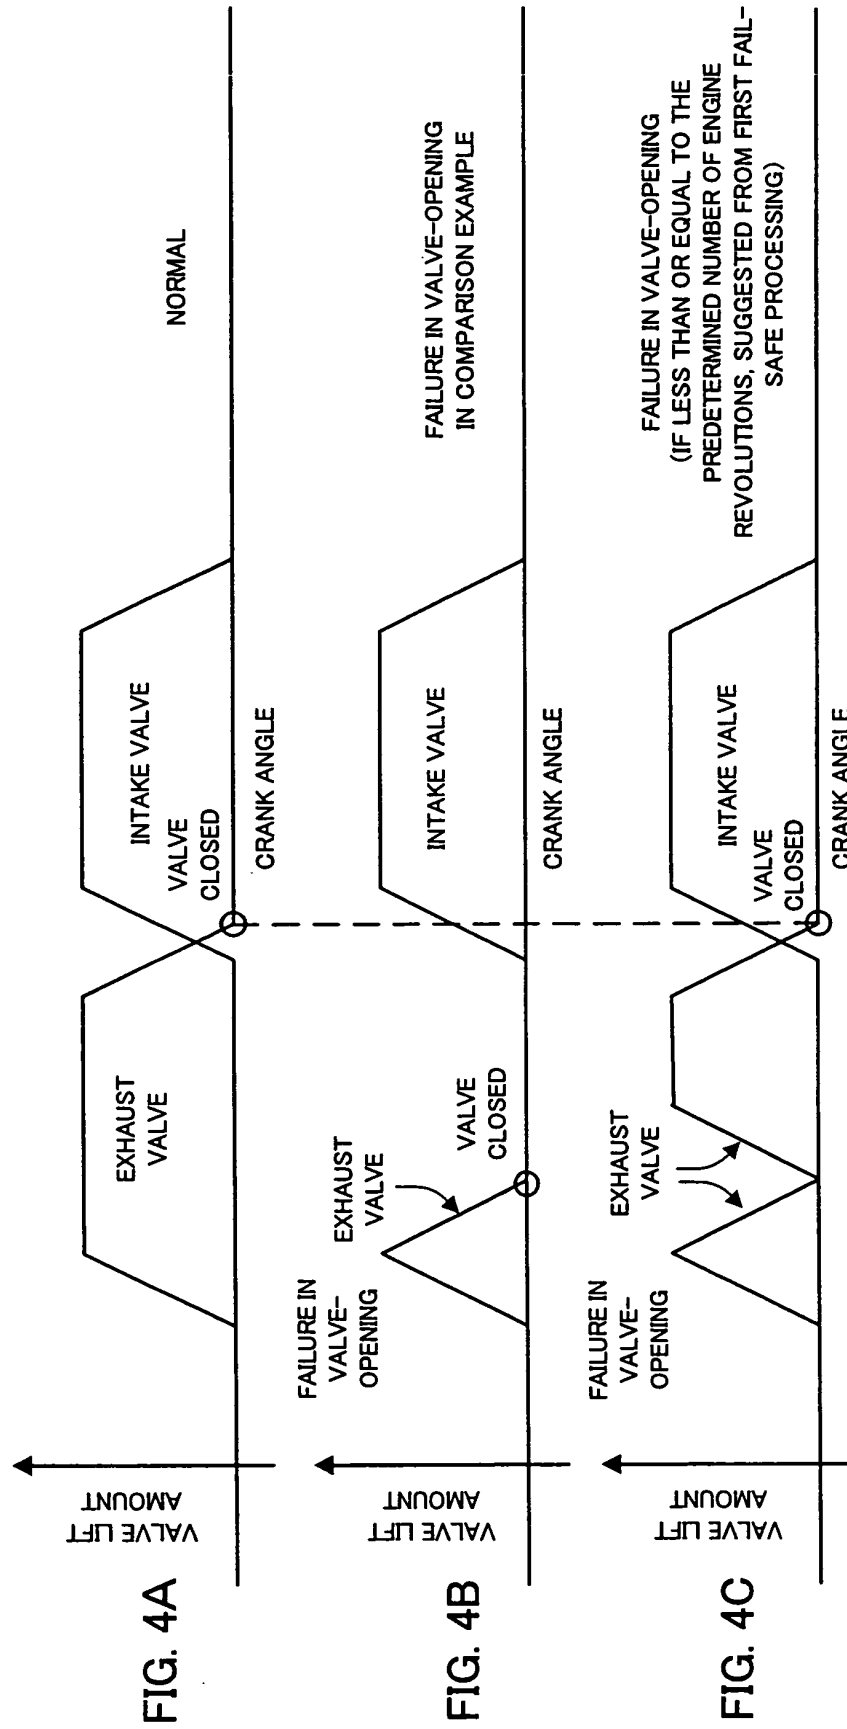 FIG. 4A
VALVE LIFT
AMOUNT
EXHAUST
VALVE
INTAKE VALVE
VALVE
CLOSED
CRANK ANGLE
NORMAL
FIG. 4B
VALVE LIFT
AMOUNT
FAILURE IN
VALVE-
OPENING
EXHAUST
VALVE
VALVE
CLOSED
INTAKE VALVE
CRANK ANGLE
FAILURE IN VALVE-OPENING
IN COMPARISON EXAMPLE
FIG. 4C
VALVE LIFT
AMOUNT
FAILURE IN
VALVE-
OPENING
EXHAUST
VALVE
INTAKE VALVE
VALVE
CLOSED
CRANK ANGLE
FAILURE IN VALVE-OPENING
(IF LESS THAN OR EQUAL TO THE
PREDETERMINED NUMBER OF ENGINE
REVOLUTIONS, SUGGESTED FROM FIRST FAIL-
SAFE PROCESSING)